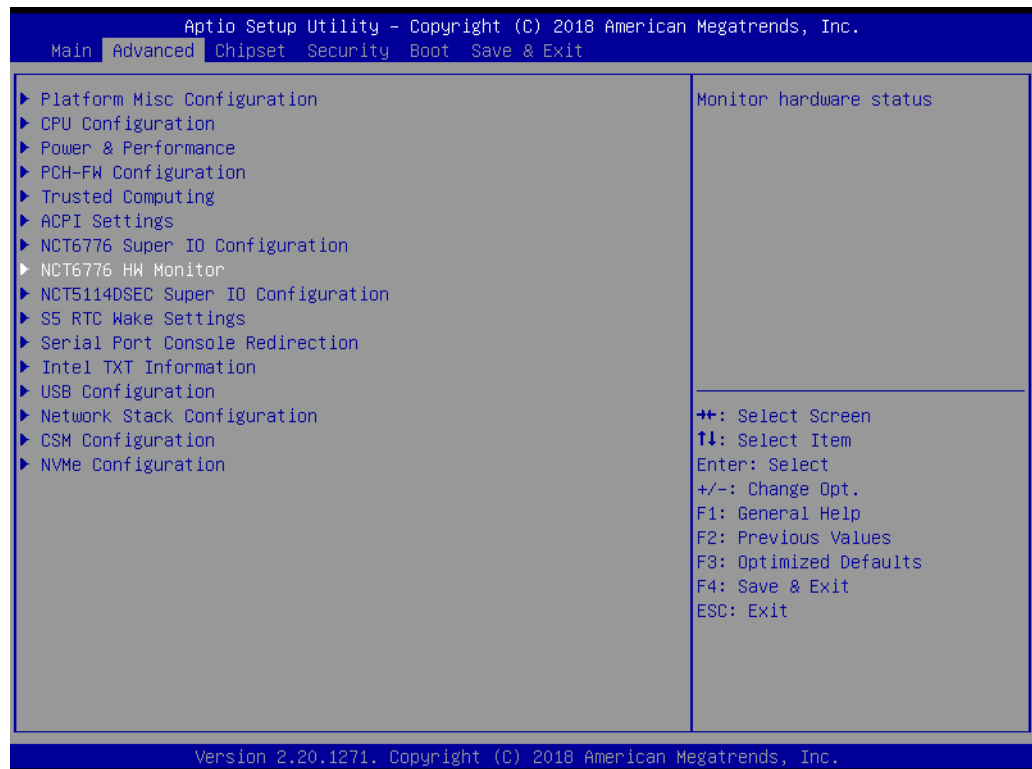 Aptio Setup Utility – Copyright (C) 2018 American Megatrends, Inc.
Main Advanced Chipset Security Boot Save & Exit
▶ Platform Misc Configuration
▶ CPU Configuration
▶ Power & Performance
▶ PCH-FW Configuration
▶ Trusted Computing
▶ ACPI Settings
▶ NCT6776 Super IO Configuration
▶ NCT6776 HW Monitor
▶ NCT5114DSEC Super IO Configuration
▶ S5 RTC Wake Settings
▶ Serial Port Console Redirection
▶ Intel TXT Information
▶ USB Configuration
▶ Network Stack Configuration
▶ CSM Configuration
▶ NVMe Configuration
Monitor hardware status
→←: Select Screen
↑↓: Select Item
Enter: Select
+/-: Change Opt.
F1: General Help
F2: Previous Values
F3: Optimized Defaults
F4: Save & Exit
ESC: Exit
Version 2.20.1271. Copyright (C) 2018 American Megatrends, Inc.